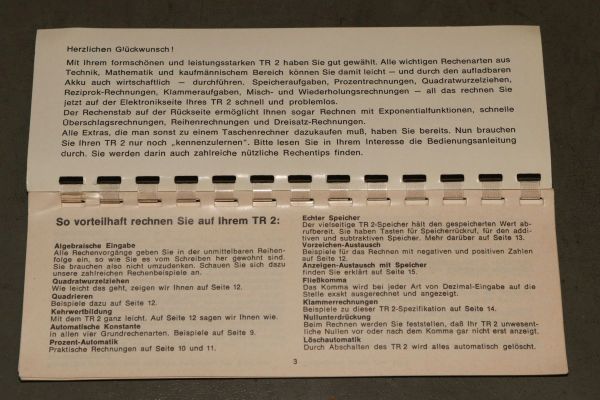 Herzlichen Glückwunsch!
Mit Ihrem formschönen und leistungsstarken TR 2 haben Sie gut gewählt. Alle wichtigen Rechenarten aus
Technik, Mathematik und kaufmännischem Bereich können Sie damit leicht — und durch den aufladbaren
Akku auch wirtschaftlich — durchführen. Speicheraufgaben, Prozentrechnungen, Quadratwurzelziehen,
Reziprok-Rechnungen, Klammeraufgaben, Misch- und Wiederholungsrechnungen — all das rechnen Sie
jetzt auf der Elektronikseite Ihres TR 2 schnell und problemlos.
Der Rechenstab auf der Rückseite ermöglicht Ihnen sogar Rechnen mit Exponentialfunktionen, schnelle
Überschlagsrechnungen, Reihenrechnungen und Dreisatz-Rechnungen.
Alle Extras, die man sonst zu einem Taschenrechner dazukaufen muß, haben Sie bereits. Nun brauchen
Sie Ihren TR 2 nur noch „kennenzulernen“. Bitte lesen Sie in Ihrem Interesse die Bedienungsanleitung
durch. Sie werden darin auch zahlreiche nützliche Rechentips finden.
So vorteilhaft rechnen Sie auf Ihrem TR 2:
Algebraische Eingabe
Alle Rechenvorgänge geben Sie in der unmittelbaren Reihen-
folge ein, so wie Sie es vom Schreiben her gewohnt sind.
Sie brauchen also nicht umzudenken. Schauen Sie sich dazu
unsere zahlreichen Rechenbeispiele an.
Quadratwurzelziehen
Wie leicht das geht, zeigen wir Ihnen auf Seite 12.
Quadrieren
Beispiele dazu auf Seite 12.
Kehrwertbildung
Mit dem TR 2 ganz leicht. Auf Seite 12 sagen wir Ihnen wie.
Automatische Konstante
in allen vier Grundrechenarten. Beispiele auf Seite 9.
Prozent-Automatik
Praktische Rechnungen auf Seite 10 und 11.
Echter Speicher
Der vielseitige TR 2-Speicher hält den gespeicherten Wert ab-
rufbereit. Sie haben Tasten für Speicherrückruf, für den addi-
tiven und subtraktiven Speicher. Mehr darüber auf Seite 13.
Vorzeichen-Austausch
Beispiele für das Rechnen mit negativen und positiven Zahlen
auf Seite 12.
Anzeigen-Austausch mit Speicher
finden Sie erklärt auf Seite 15.
Fließkomma
Das Komma wird bei jeder Art von Dezimal-Eingabe auf die
Stelle exakt ausgerechnet und angezeigt.
Klammerrechnungen
Beispiele zu dieser TR 2-Spezifikation auf Seite 14.
Nullunterdrückung
Beim Rechnen werden Sie feststellen, daß Ihr TR 2 unwesent-
liche Nullen vor oder nach dem Komma gar nicht erst anzeigt.
Löschautomatik
Durch Abschalten des TR 2 wird alles automatisch gelöscht.
3